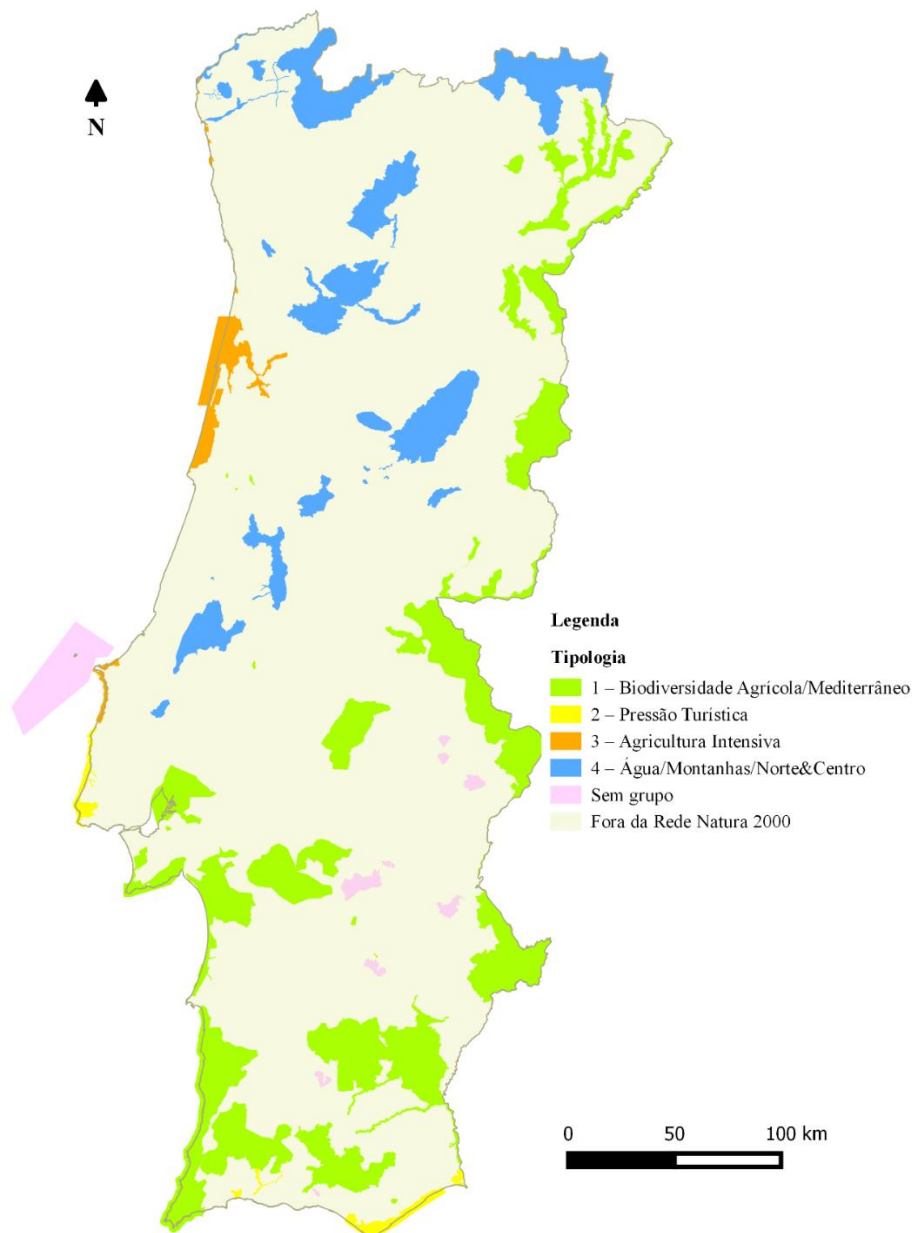 N
Legenda
Tipologia
1 – Biodiversidade Agrícola/Mediterrâneo
2 – Pressão Turística
3 – Agricultura Intensiva
4 – Água/Montanhas/Norte&Centro
Sem grupo
Fora da Rede Natura 2000
0 50 100 km